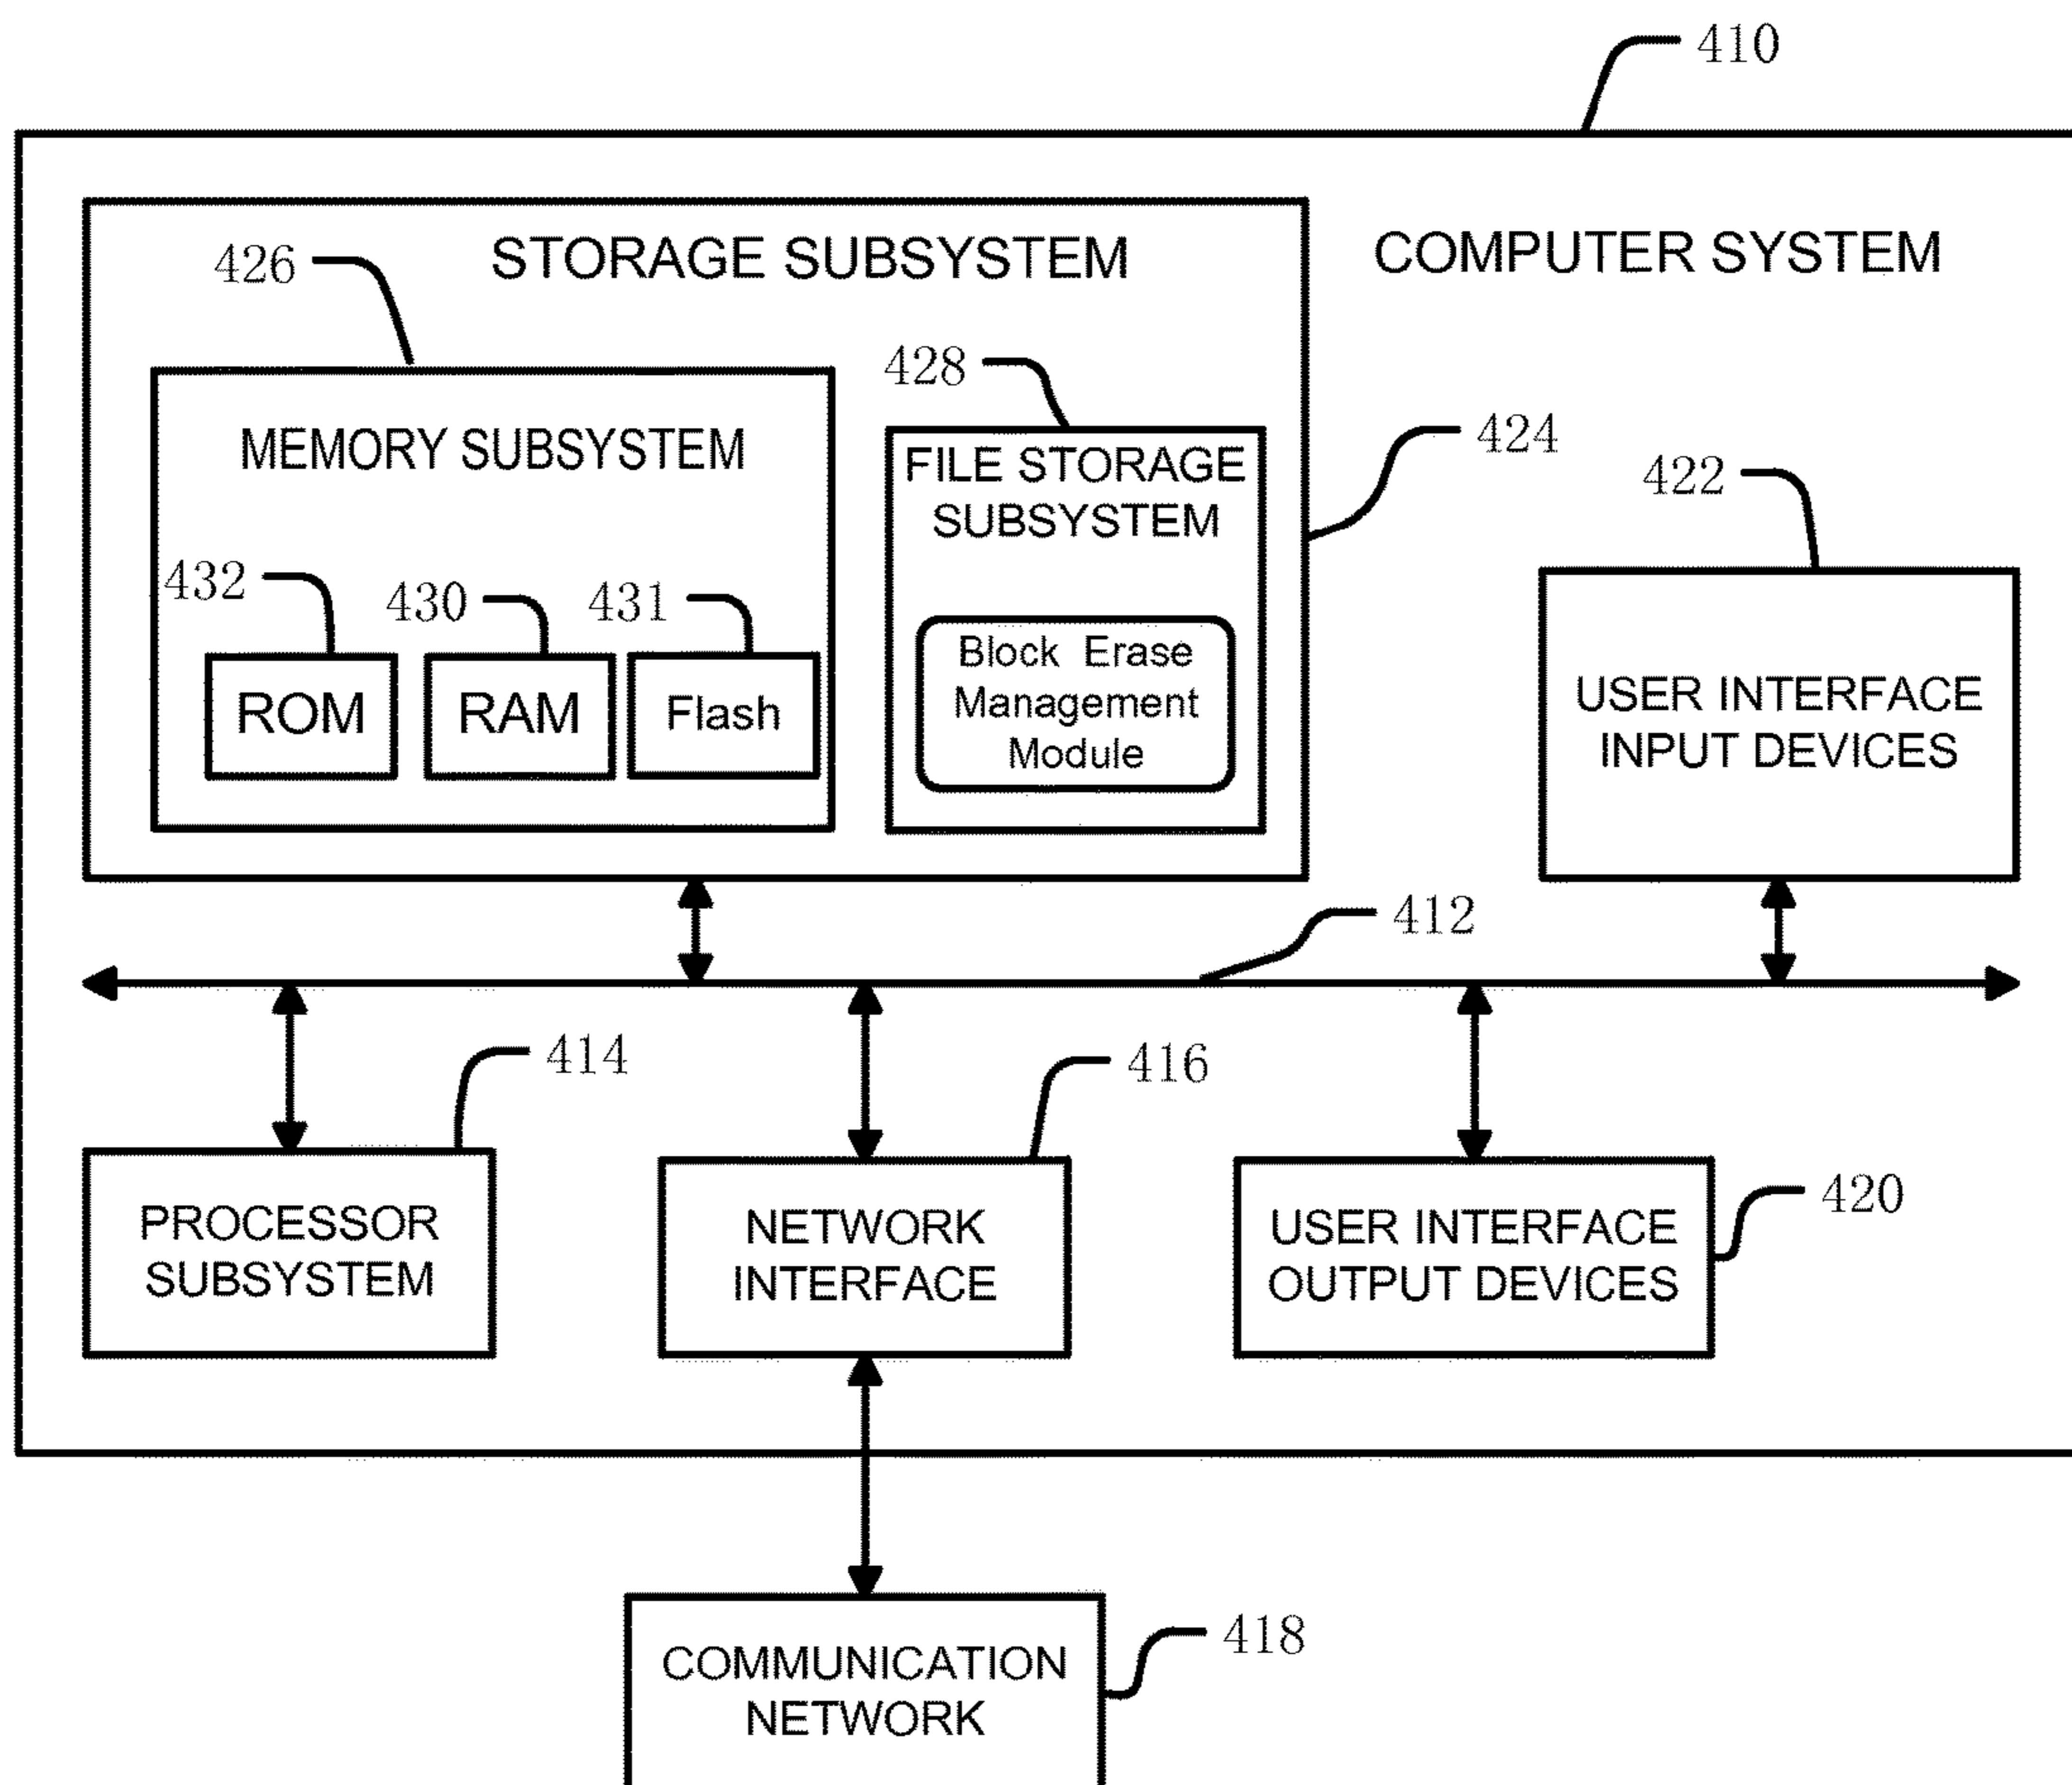 410
STORAGE SUBSYSTEM
COMPUTER SYSTEM
426
428
MEMORY SUBSYSTEM
FILE STORAGE
SUBSYSTEM
424
422
432
430
431
ROM
RAM
Flash
Block Erase
Management
Module
USER INTERFACE
INPUT DEVICES
412
414
416
PROCESSOR
SUBSYSTEM
NETWORK
INTERFACE
USER INTERFACE
OUTPUT DEVICES
420
COMMUNICATION
NETWORK
418